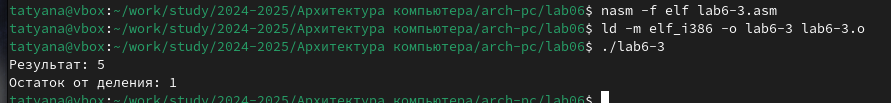 tatyana@vbox:~/work/study/2024-2025/Архитектура компьютера/arch-pc/lab06$ nasm -f elf lab6-3.asm
tatyana@vbox:~/work/study/2024-2025/Архитектура компьютера/arch-pc/lab06$ ld -m elf_i386 -o lab6-3 lab6-3.o
tatyana@vbox:~/work/study/2024-2025/Архитектура компьютера/arch-pc/lab06$ ./lab6-3
Результат: 5
Остаток от деления: 1
tatyana@vbox:~/work/study/2024-2025/Архитектура компьютера/arch-pc/lab06$